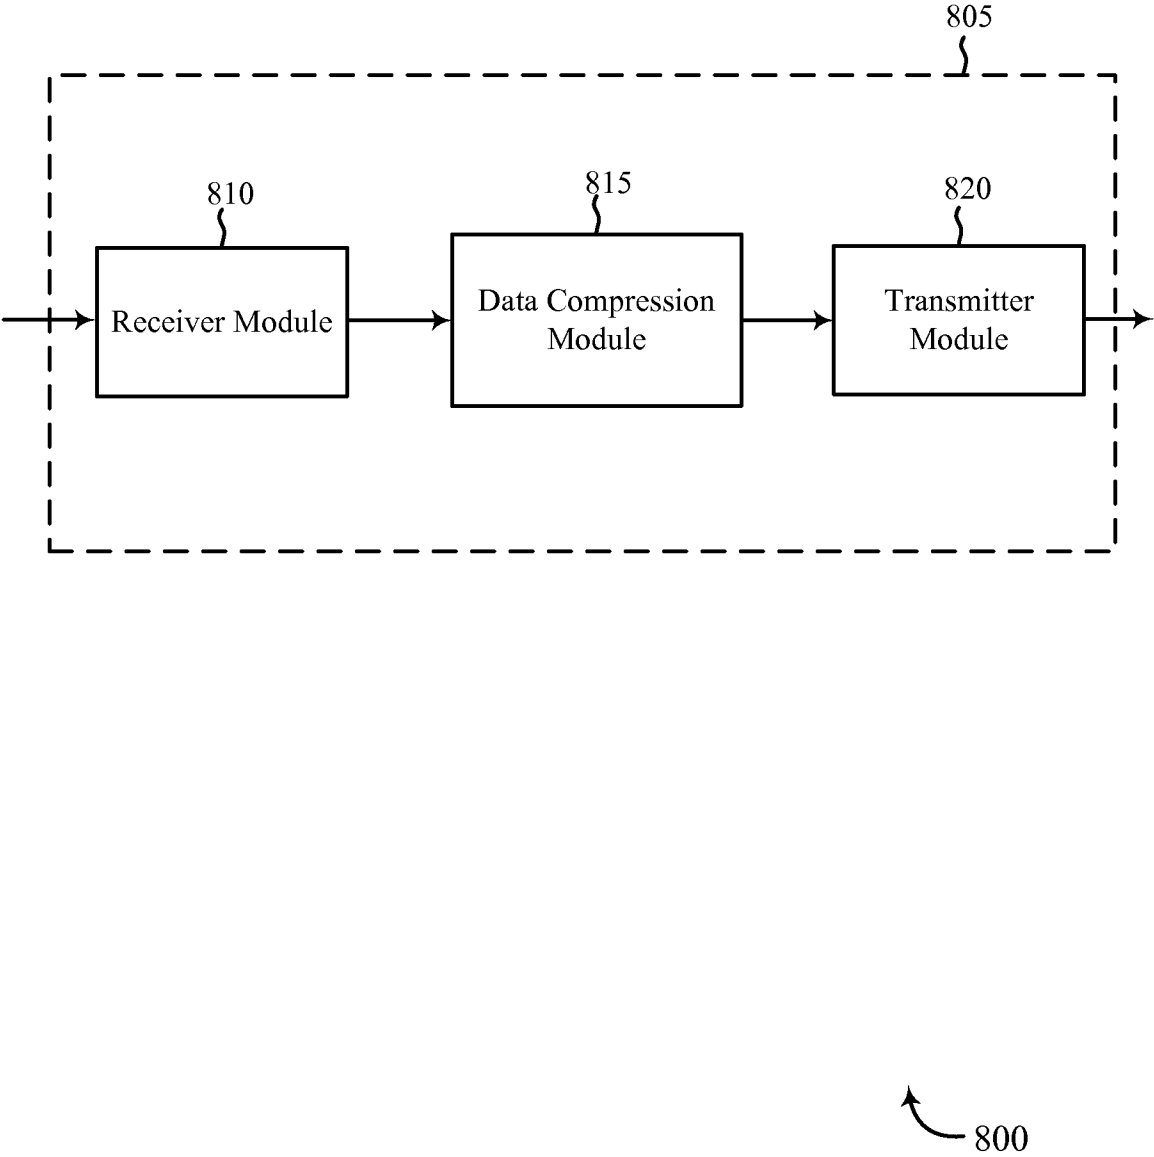 805
810
815
820
Receiver Module
Data Compression
Module
Transmitter
Module
800